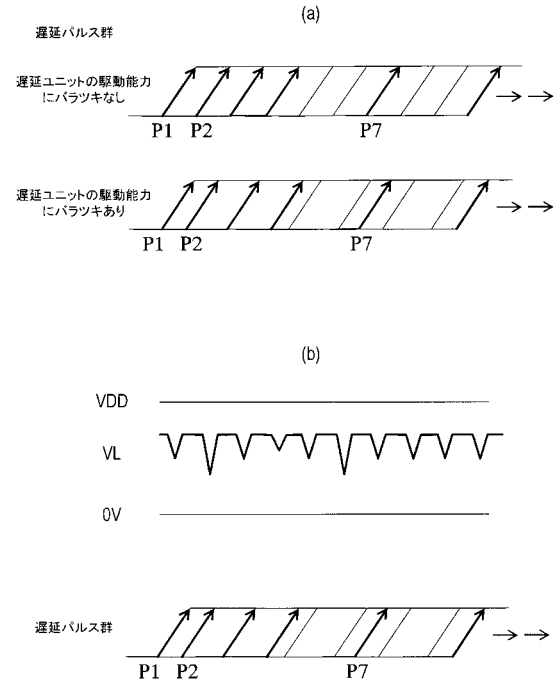 (a)
遅延パルス群
遅延ユニットの駆動能力
にバラツキなし
P1 P2 P7
遅延ユニットの駆動能力
にバラツキあり
P1 P2 P7
(b)
VDD
VL
0V
遅延パルス群
P1 P2 P7